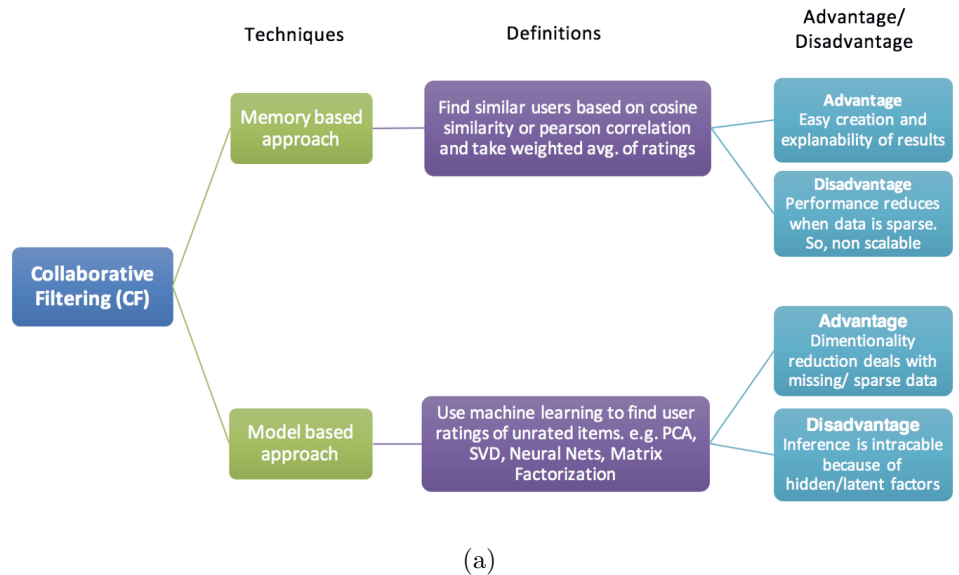 Techniques
Definitions
Advantage/
Disadvantage
Collaborative
Filtering (CF)
Memory based
approach
Find similar users based on cosine
similarity or pearson correlation
and take weighted avg. of ratings
Advantage
Easy creation and
explanability of results
Disadvantage
Performance reduces
when data is sparse.
So, non scalable
Model based
approach
Use machine learning to find user
ratings of unrated items. e.g. PCA,
SVD, Neural Nets, Matrix
Factorization
Advantage
Dimentionality
reduction deals with
missing/ sparse data
Disadvantage
Inference is intracable
because of
hidden/latent factors
(a)